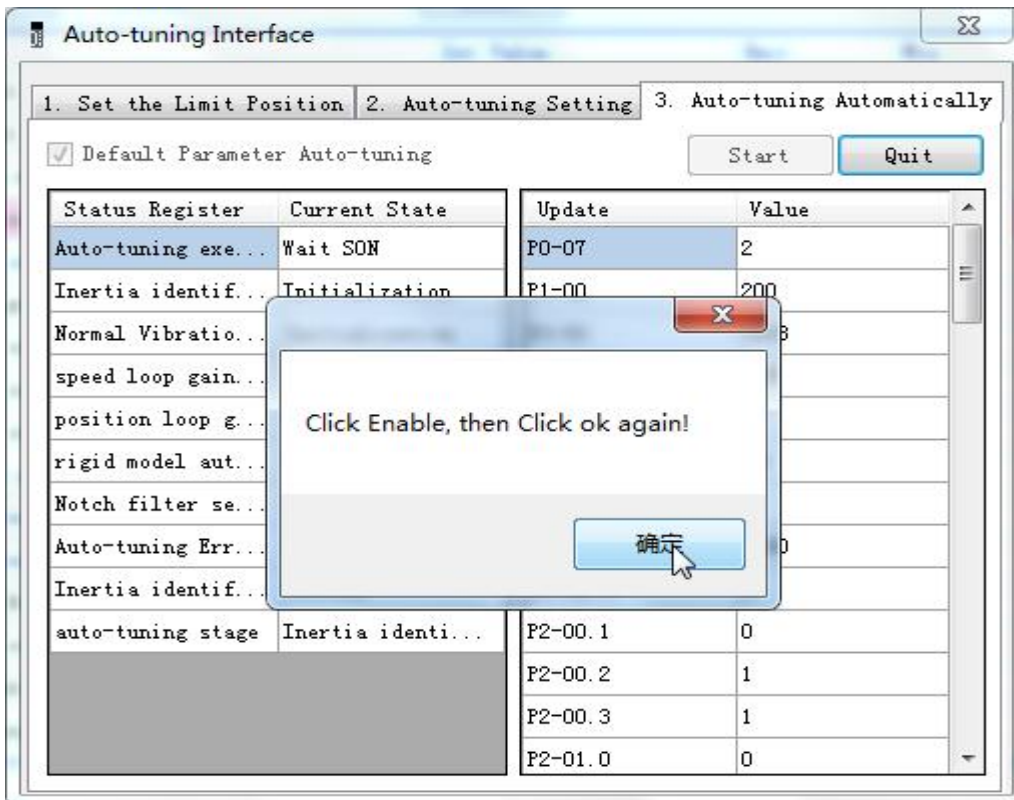 Auto-tuning Interface
1. Set the Limit Position
2. Auto-tuning Setting
3. Auto-tuning Automatically
Default Parameter Auto-tuning
Start
Quit
Status Register Current State
Update Value
Auto-tuning exe... Wait SON
P0-07 2
Inertia identif... Initialization
P1-00 200
Normal Vibratio...
speed loop gain...
position loop g...
rigid model aut...
Notch filter se...
Auto-tuning Err...
Inertia identif...
Click Enable, then Click ok again!
确定
auto-tuning stage Inertia identi...
P2-00.1 0
P2-00.2 1
P2-00.3 1
P2-01.0 0